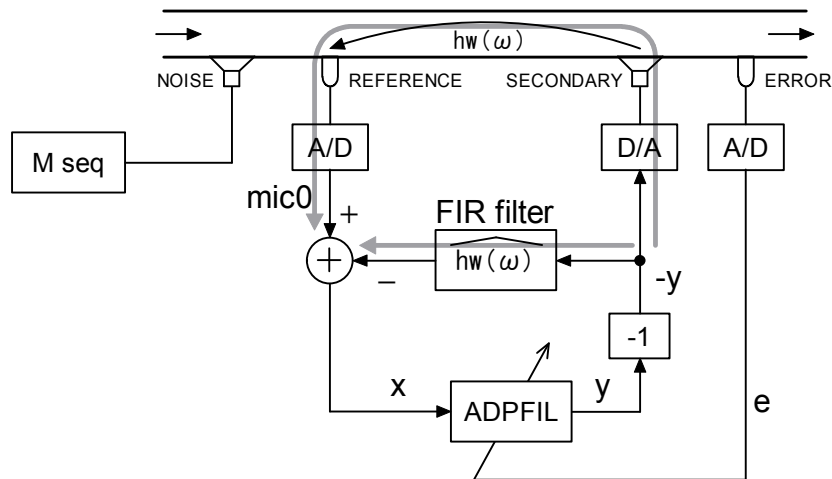 hw(ω)
NOISE
REFERENCE
SECONDARY
ERROR
M seq
A/D
D/A
A/D
mic0
+
FIR filter
+
−
hw(ω)
-y
-1
x
ADPFIL
y
e